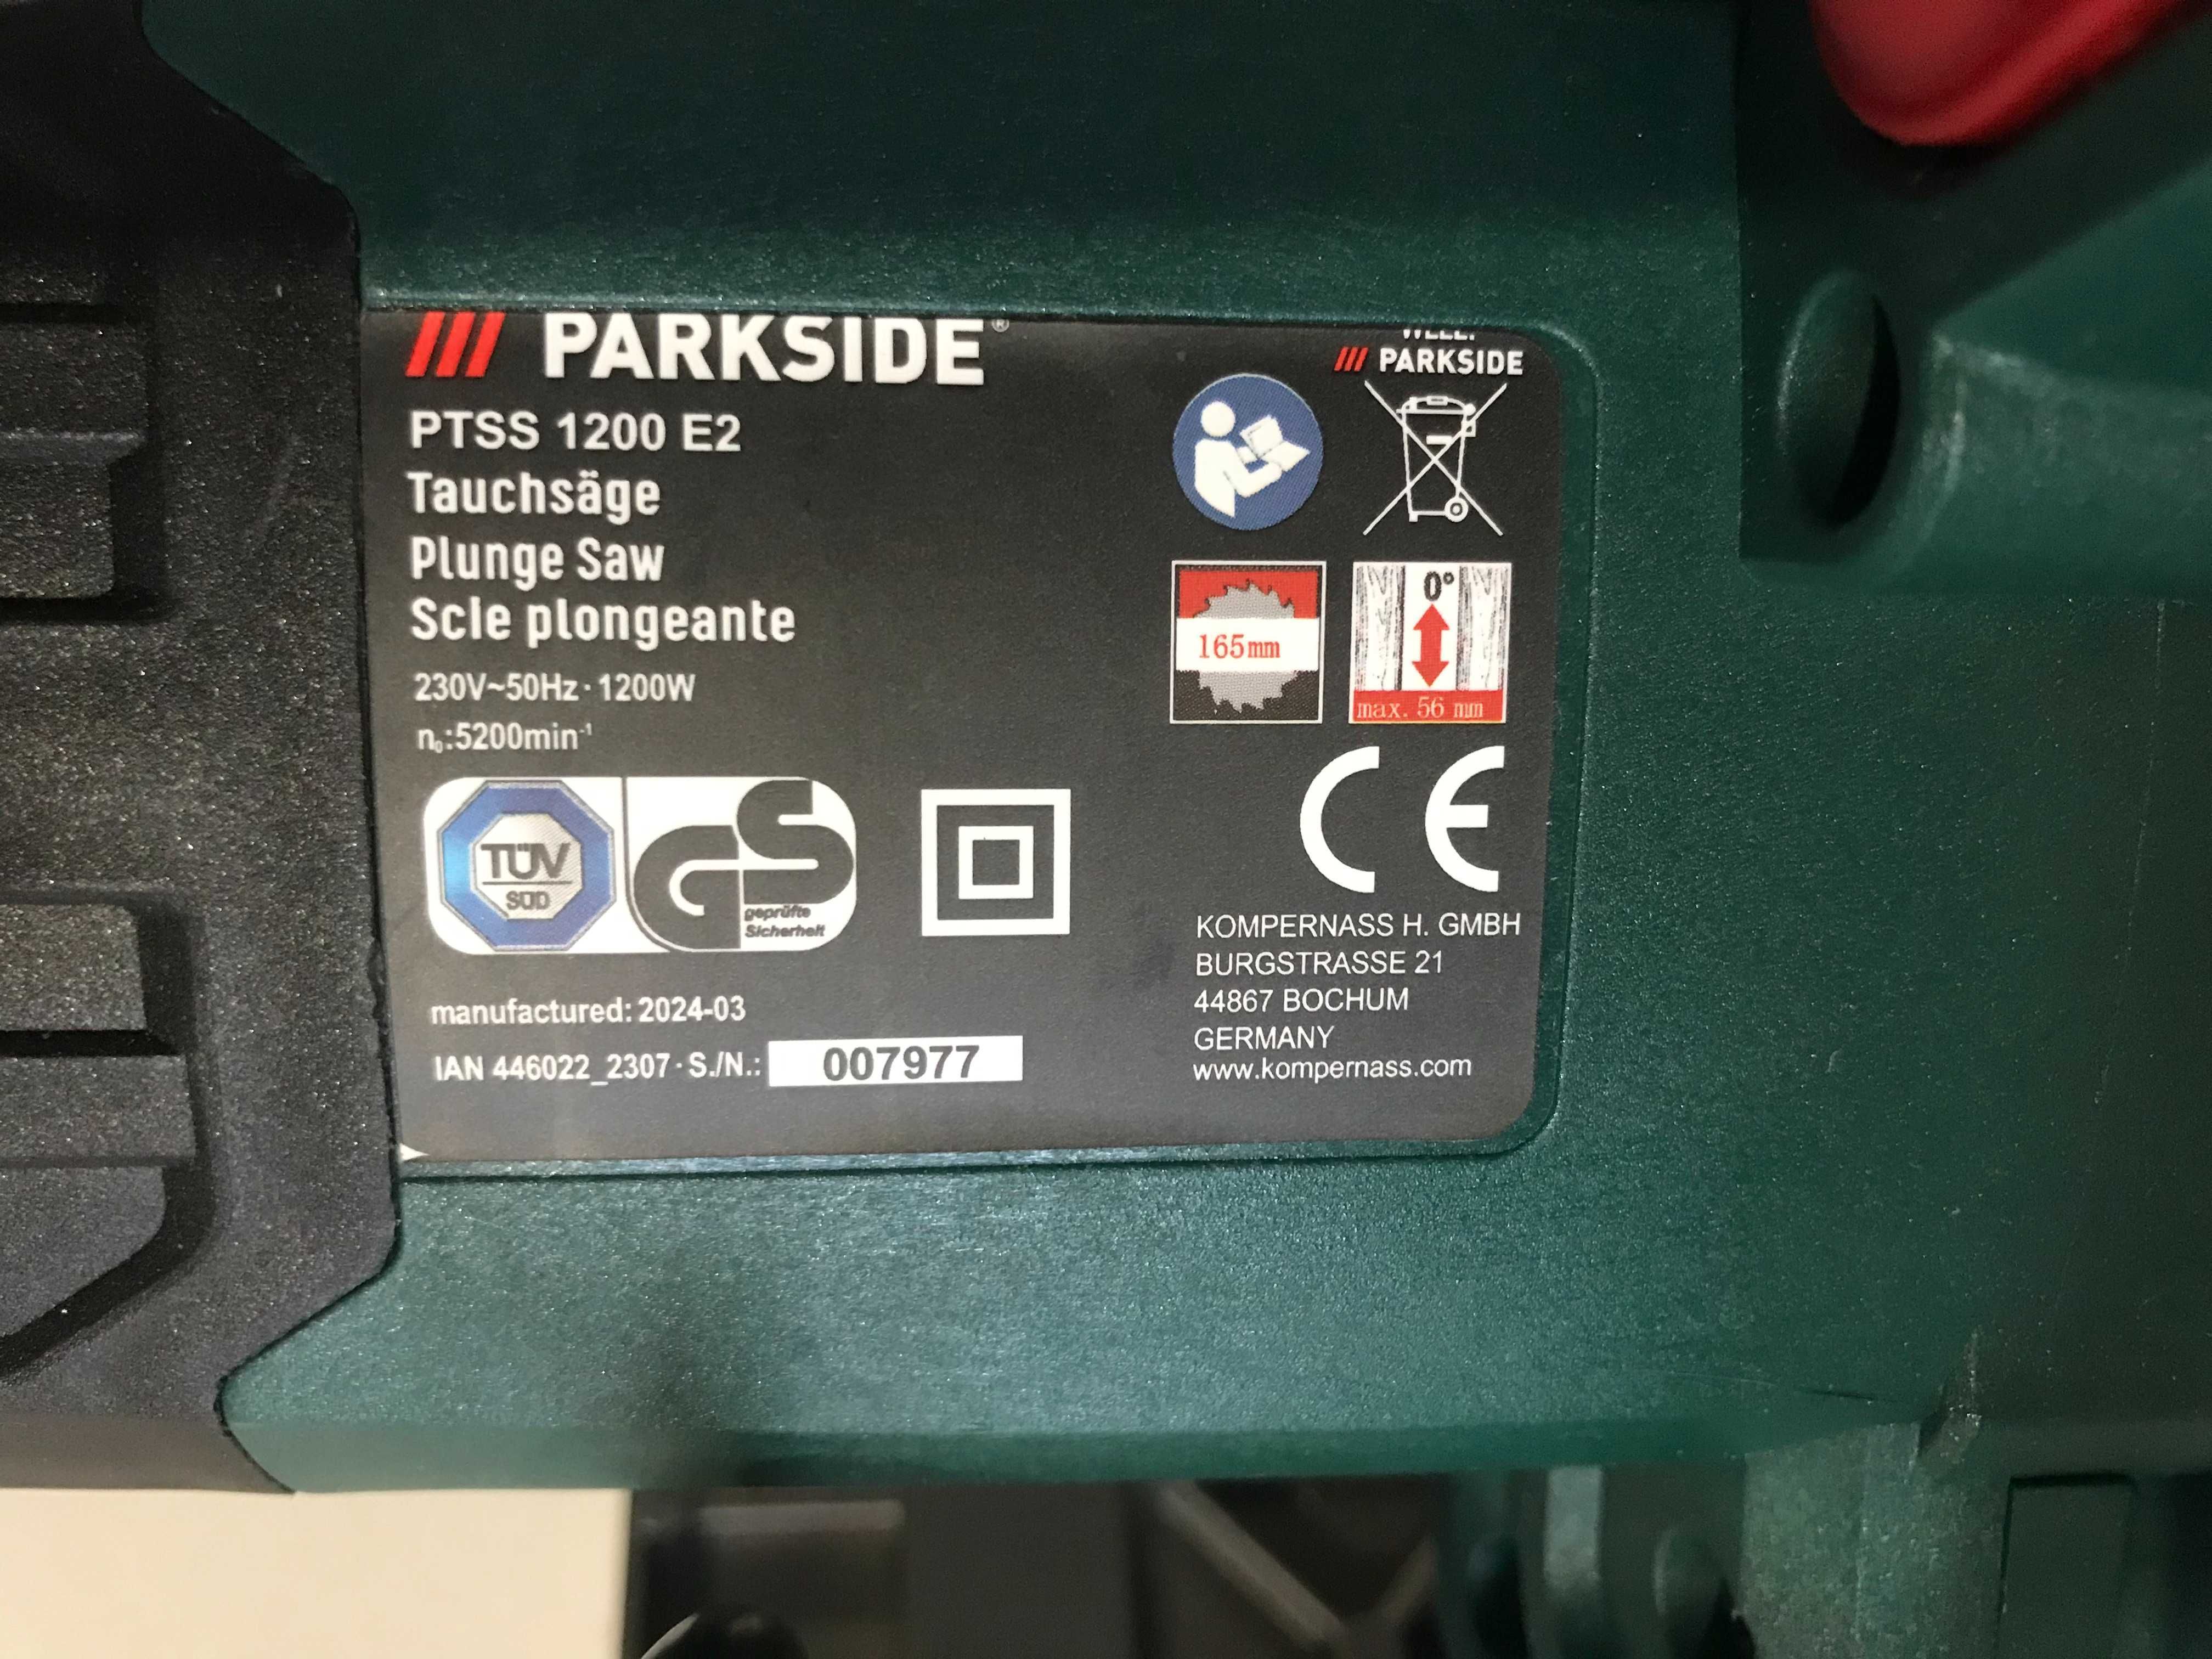 PARKSIDE®
PTSS 1200 E2
Tauchsäge
Plunge Saw
Scie plongeante
230V~50Hz · 1200W
n₀:5200min⁻¹
TÜV
SÜD
GS
geprüfte
Sicherheit
manufactured: 2024-03
IAN 446022_2307 · S./N.: 007977
PARKSIDE
165mm
0°
max. 56 mm
CE
KOMPERNASS H. GMBH
BURGSTRASSE 21
44867 BOCHUM
GERMANY
www.kompernass.com